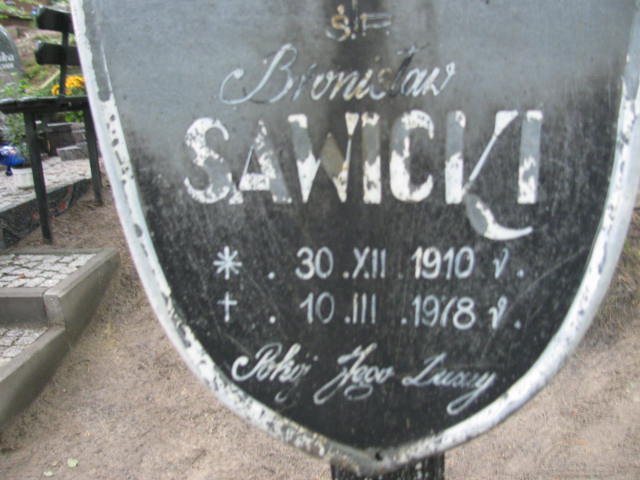 Ś.P.
Bronisław
SAWICKI
* . 30 .XII .1910 r.
† . 10 .III .1978 r.
Pokój Jego Duszy